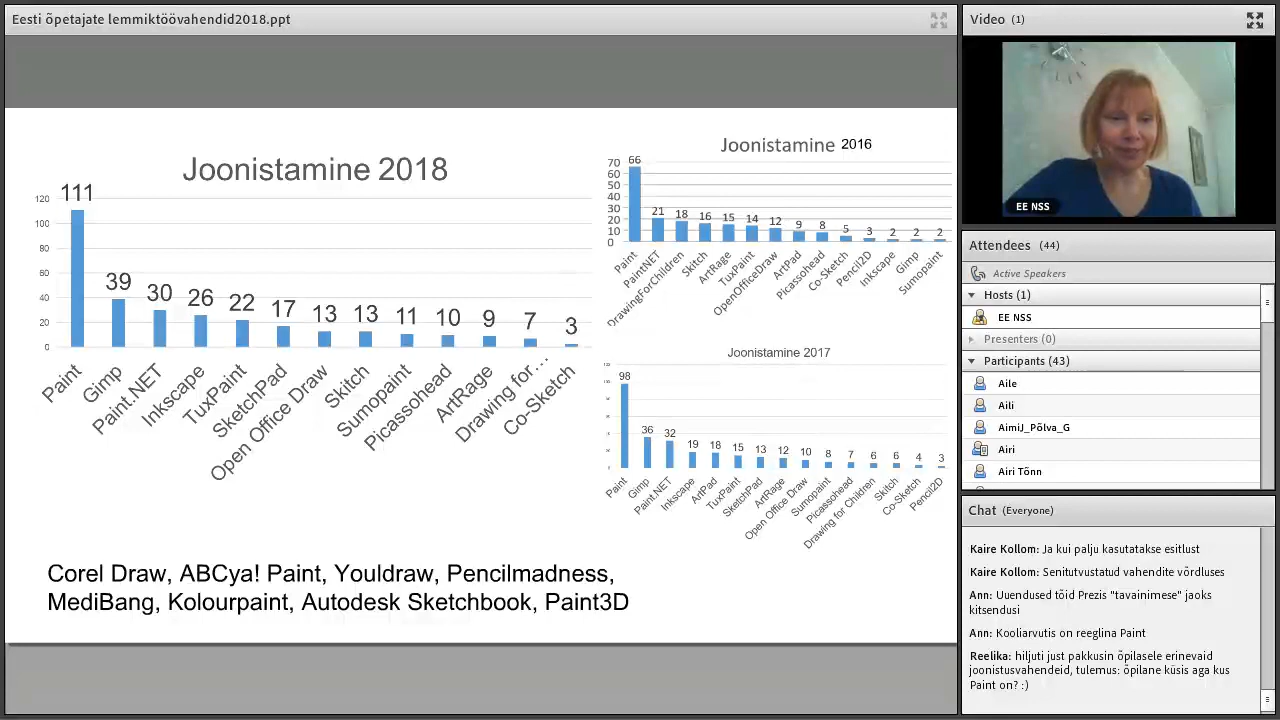 Eesti õpetajate lemmiktöövahendid2018.ppt
Joonistamine 2018
120
100
80
60
40
20
0
111
39
30
26
22
17
13
13
11
10
9
7
3
Paint
Gimp
Paint.NET
Inkscape
TuxPaint
SketchPad
Open Office Draw
Skitch
Sumopaint
Picassohead
ArtRage
Drawing for…
Co-Sketch
Joonistamine 2016
70
60
50
40
30
20
10
0
66
21
18
16
15
14
12
9
8
5
3
2
2
2
Paint
PaintNET
DrawingForChildren
Skitch
ArtRage
TuxPaint
OpenOfficeDraw
ArtPad
Picassohead
Co-Sketch
Pencil2D
Inkscape
Gimp
Sumopaint
Joonistamine 2017
98
36
32
19
18
15
13
12
10
8
7
6
6
4
3
Paint
Gimp
Paint.NET
Inkscape
ArtPad
TuxPaint
SketchPad
ArtRage
Open Office Draw
Sumopaint
Picassohead
Drawing for Children
Skitch
Co-Sketch
Pencil2D
Corel Draw, ABCya! Paint, Youldraw, Pencilmadness,
MediBang, Kolourpaint, Autodesk Sketchbook, Paint3D
Video (1)
EE NSS
Attendees (44)
Active Speakers
Hosts (1)
EE NSS
Presenters (0)
Participants (43)
Aile
Aili
AimiJ_Põlva_G
Airi
Airi Tõnn
Chat (Everyone)
Kaire Kollom: Ja kui palju kasutatakse esitlust
Kaire Kollom: Senitutvustatud vahendite võrdluses
Ann: Uuendused tõid Prezis "tavainimese" jaoks
kitsendusi
Ann: Kooliarvutis on reeglina Paint
Reelika: hiljuti just pakkusin õpilasele erinevaid
joonistusvahendeid, tulemus: õpilane küsis aga kus
Paint on? :)